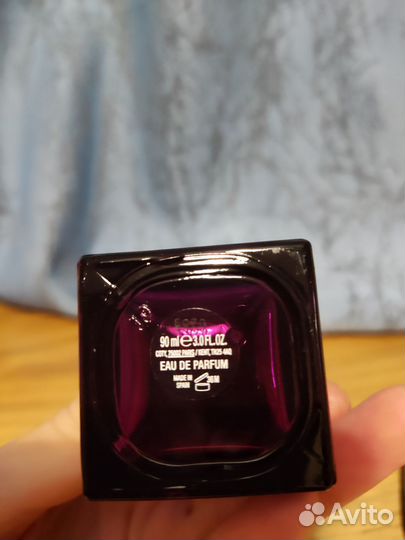 90 ml e 3.0 FL.OZ.
COTY, 75002 PARIS / KENT, TN25 4AQ
EAU DE PARFUM
MADE IN
SPAIN
36 M
Avito